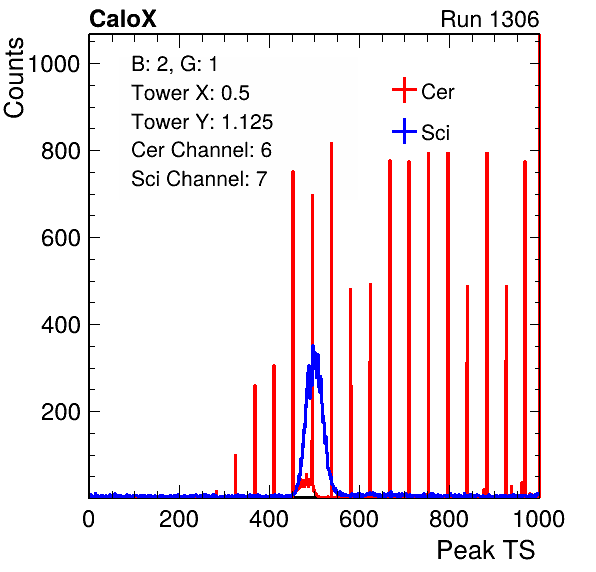 CaloX Run 1306
Counts
B: 2, G: 1
Tower X: 0.5
Tower Y: 1.125
Cer Channel: 6
Sci Channel: 7
Cer
Sci
1000
800
600
400
200
0 200 400 600 800 1000
Peak TS